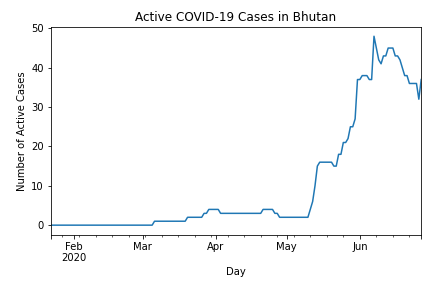 Active COVID-19 Cases in Bhutan
50
40
30
20
10
0
Number of Active Cases
Feb Mar Apr May Jun
2020
Day